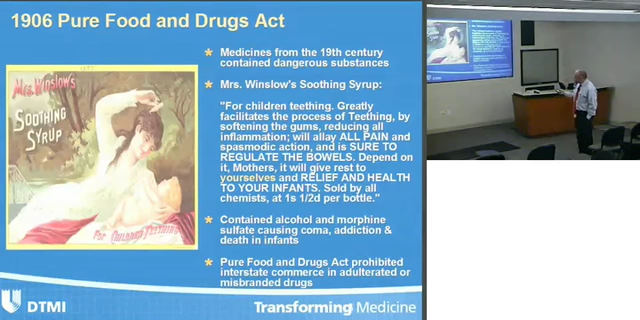 1906 Pure Food and Drugs Act
Mrs. Winslow's
SOOTHING
SYRUP
FOR CHILDREN TEETHING
Medicines from the 19th century
contained dangerous substances
Mrs. Winslow's Soothing Syrup:
"For children teething. Greatly
facilitates the process of Teething, by
softening the gums, reducing all
inflammation; will allay ALL PAIN and
spasmodic action, and is SURE TO
REGULATE THE BOWELS. Depend on
it, Mothers, it will give rest to
yourselves and RELIEF AND HEALTH
TO YOUR INFANTS. Sold by all
chemists, at 1s 1/2d per bottle."
Contained alcohol and morphine
sulfate causing coma, addiction &
death in infants
Pure Food and Drugs Act prohibited
interstate commerce in adulterated or
misbranded drugs
DTMI
Transforming Medicine